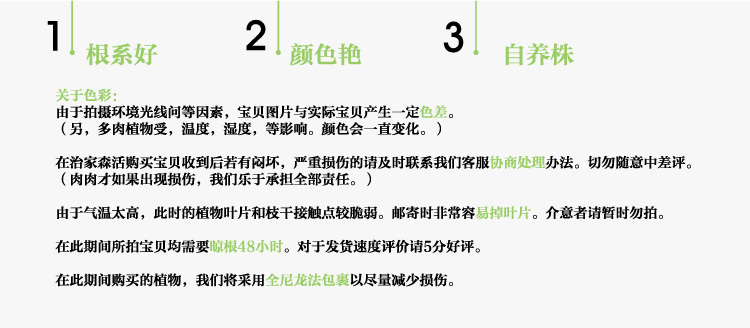 1 根系好
2 颜色艳
3 自养株
关于色彩：
由于拍摄环境光线问等因素，宝贝图片与实际宝贝产生一定色差。
（另，多肉植物受，温度，湿度，等影响。颜色会一直变化。）
在治家森活购买宝贝收到后若有闷坏，严重损伤的请及时联系我们客服协商处理办法。切勿随意中差评。
（肉肉才如果出现损伤，我们乐于承担全部责任。）
由于气温太高，此时的植物叶片和枝干接触点较脆弱。邮寄时非常容易掉叶片。介意者请暂时勿拍。
在此期间所拍宝贝均需要晾根48小时。对于发货速度评价请5分好评。
在此期间购买的植物，我们将采用全尼龙法包裹以尽量减少损伤。